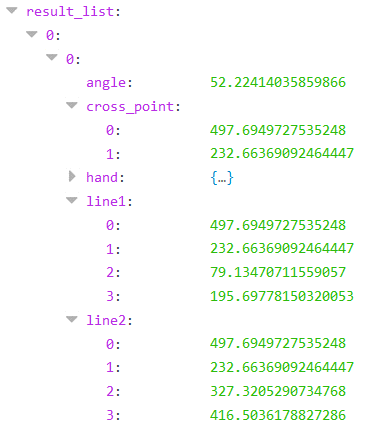 result_list:
0:
0:
angle: 52.22414035859866
cross_point:
0: 497.6949727535248
1: 232.66369092464447
hand: {…}
line1:
0: 497.6949727535248
1: 232.66369092464447
2: 79.13470711559057
3: 195.69778150320053
line2:
0: 497.6949727535248
1: 232.66369092464447
2: 327.3205290734768
3: 416.5036178827286